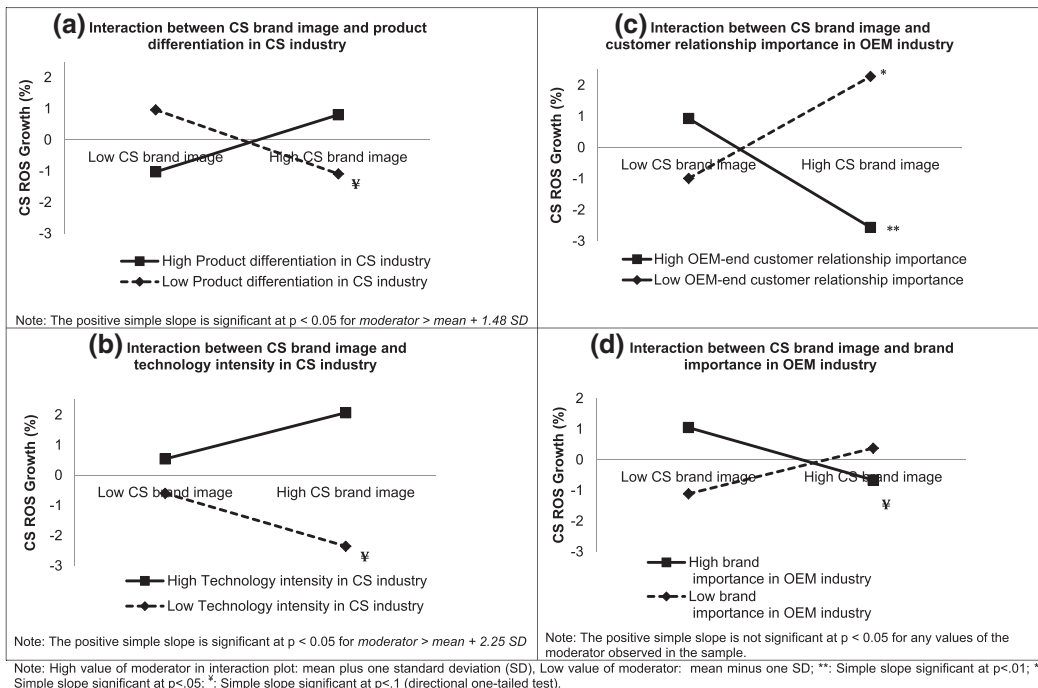 (a) Interaction between CS brand image and product
differentiation in CS industry
CS ROS Growth (%)
2
1
0
-1
-2
-3
Low CS brand image
High CS brand image
¥
High Product differentiation in CS industry
Low Product differentiation in CS industry
Note: The positive simple slope is significant at p < 0.05 for moderator > mean + 1.48 SD
(c) Interaction between CS brand image and
customer relationship importance in OEM industry
CS ROS Growth (%)
2
1
0
-1
-2
-3
Low CS brand image
High CS brand image
*
**
High OEM-end customer relationship importance
Low OEM-end customer relationship importance
(b) Interaction between CS brand image and
technology intensity in CS industry
CS ROS Growth (%)
2
1
0
-1
-2
-3
Low CS brand image
High CS brand image
¥
High Technology intensity in CS industry
Low Technology intensity in CS industry
Note: The positive simple slope is significant at p < 0.05 for moderator > mean + 2.25 SD
(d) Interaction between CS brand image and brand
importance in OEM industry
CS ROS Growth (%)
2
1
0
-1
-2
-3
Low CS brand image
High CS brand image
¥
High brand
importance in OEM industry
Low brand
importance in OEM industry
Note: The positive simple slope is not significant at p < 0.05 for any values of the
moderator observed in the sample.
Note: High value of moderator in interaction plot: mean plus one standard deviation (SD), Low value of moderator: mean minus one SD; **: Simple slope significant at p<.01; *:
Simple slope significant at p<.05; ¥: Simple slope significant at p<.1 (directional one-tailed test).